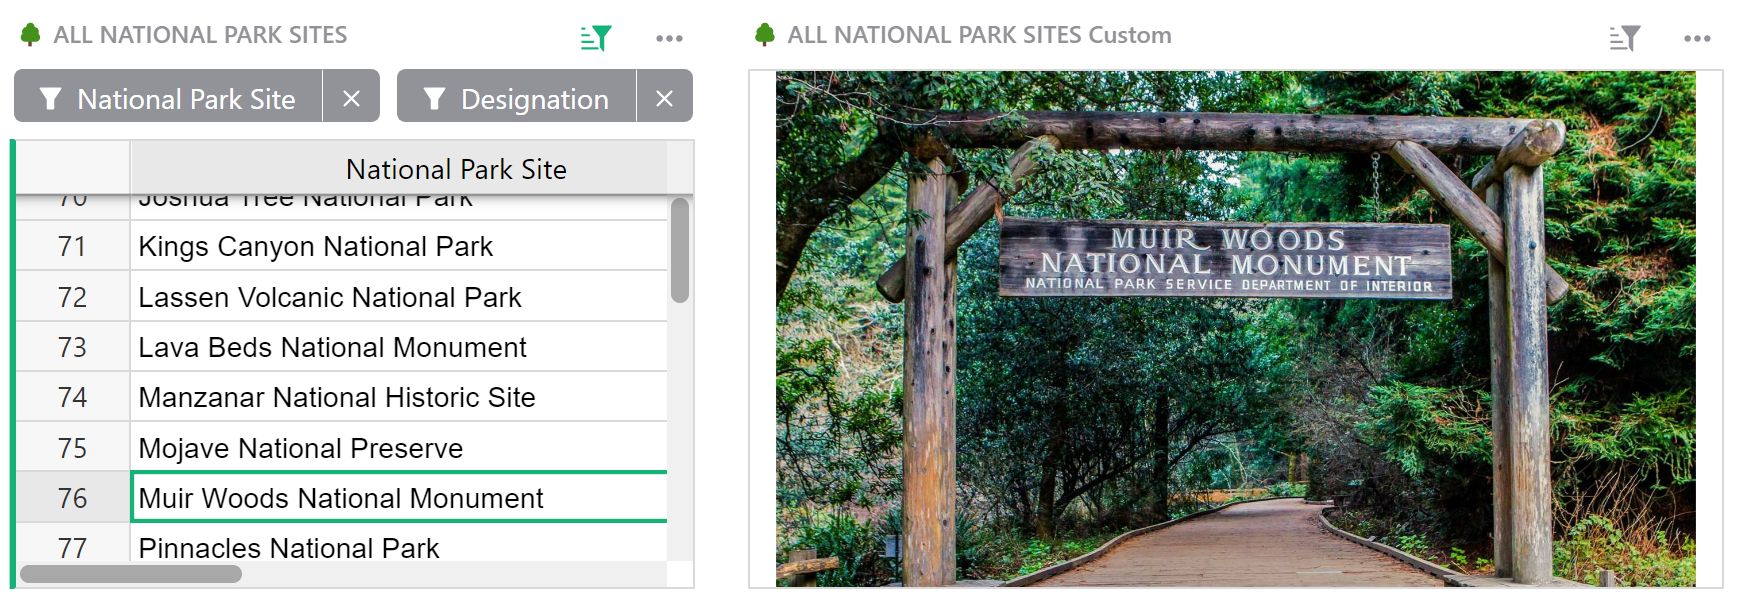 ALL NATIONAL PARK SITES
National Park Site
Designation
National Park Site
70 Joshua Tree National Park
71 Kings Canyon National Park
72 Lassen Volcanic National Park
73 Lava Beds National Monument
74 Manzanar National Historic Site
75 Mojave National Preserve
76 Muir Woods National Monument
77 Pinnacles National Park
ALL NATIONAL PARK SITES Custom
MUIR WOODS
NATIONAL MONUMENT
NATIONAL PARK SERVICE DEPARTMENT OF INTERIOR